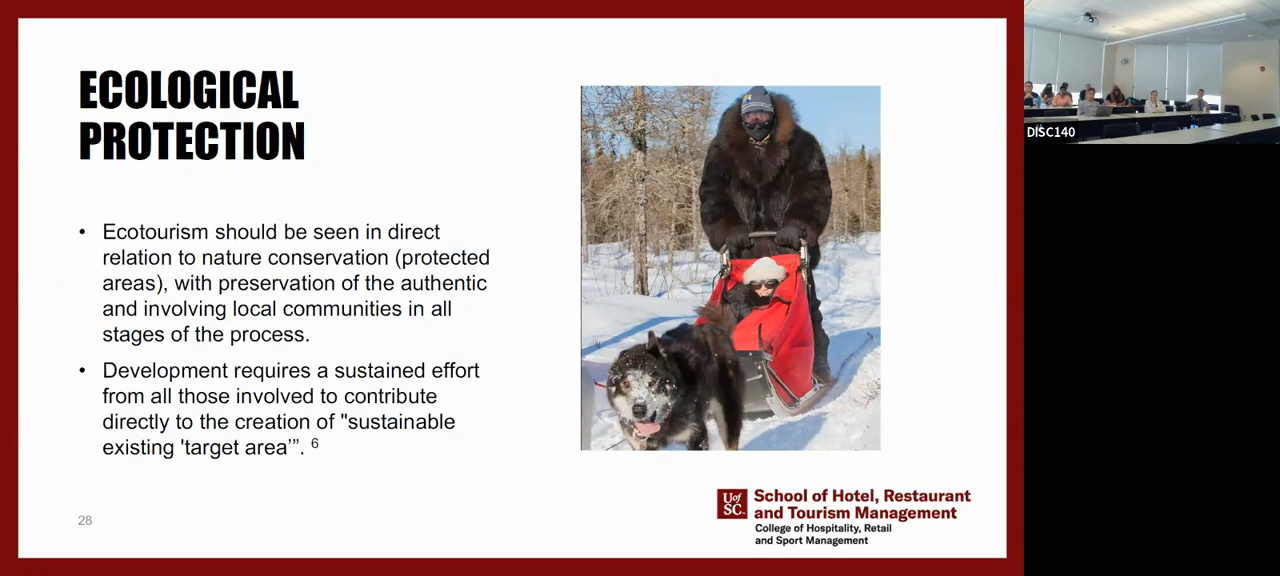 ECOLOGICAL
PROTECTION
• Ecotourism should be seen in direct
relation to nature conservation (protected
areas), with preservation of the authentic
and involving local communities in all
stages of the process.
• Development requires a sustained effort
from all those involved to contribute
directly to the creation of "sustainable
existing 'target area'”. 6
28
UofSC
School of Hotel, Restaurant
and Tourism Management
College of Hospitality, Retail
and Sport Management
DISC140